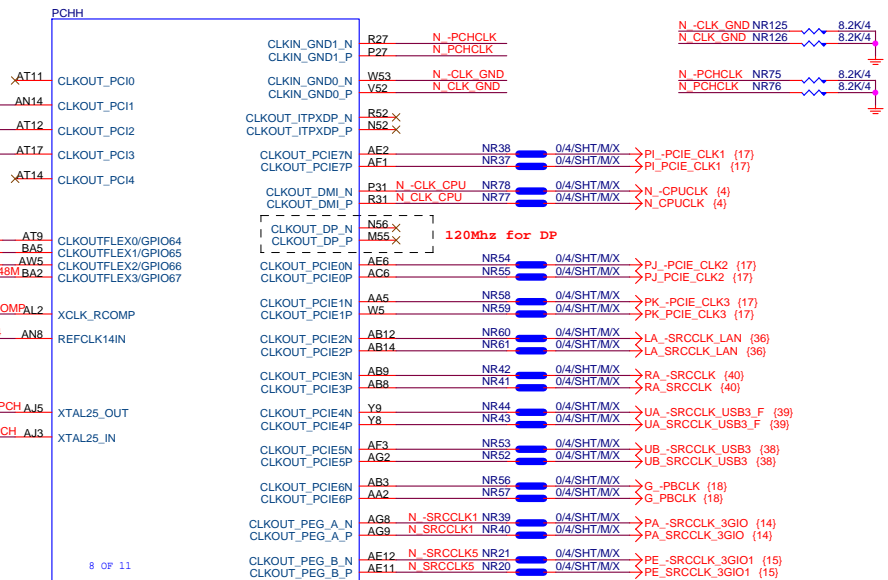 PCHH
CLKIN_GND1_N R27 N_-PCHCLK
CLKIN_GND1_P P27 N_PCHCLK
N_-CLK_GND NR125 8.2K/4
N_CLK_GND NR126 8.2K/4
AT11 CLKOUT_PCI0
CLKIN_GND0_N W53 N_-CLK_GND
CLKIN_GND0_P V52 N_CLK_GND
N_-PCHCLK NR75 8.2K/4
N_PCHCLK NR76 8.2K/4
AN14 CLKOUT_PCI1
CLKOUT_ITPXDP_N R52
CLKOUT_ITPXDP_P N52
AT12 CLKOUT_PCI2
AT17 CLKOUT_PCI3
CLKOUT_PCIE7N AE2 NR38 0/4/SHT/M/X PI_-PCIE_CLK1 {17}
CLKOUT_PCIE7P AF1 NR37 0/4/SHT/M/X PI_PCIE_CLK1 {17}
AT14 CLKOUT_PCI4
CLKOUT_DMI_N P31 N_-CLK_CPU NR78 0/4/SHT/M/X N_-CPUCLK {4}
CLKOUT_DMI_P R31 N_CLK_CPU NR77 0/4/SHT/M/X N_CPUCLK {4}
CLKOUT_DP_N N56
CLKOUT_DP_P M55
120Mhz for DP
AT9 CLKOUTFLEX0/GPIO64
BA5 CLKOUTFLEX1/GPIO65
AW5 CLKOUTFLEX2/GPIO66
48M BA2 CLKOUTFLEX3/GPIO67
CLKOUT_PCIE0N AE6 NR54 0/4/SHT/M/X PJ_-PCIE_CLK2 {17}
CLKOUT_PCIE0P AC6 NR55 0/4/SHT/M/X PJ_PCIE_CLK2 {17}
OMP AL2 XCLK_RCOMP
CLKOUT_PCIE1N AA5 NR58 0/4/SHT/M/X PK_-PCIE_CLK3 {17}
CLKOUT_PCIE1P W5 NR59 0/4/SHT/M/X PK_PCIE_CLK3 {17}
AN8 REFCLK14IN
CLKOUT_PCIE2N AB12 NR60 0/4/SHT/M/X LA_-SRCCLK_LAN {36}
CLKOUT_PCIE2P AB14 NR61 0/4/SHT/M/X LA_SRCCLK_LAN {36}
CLKOUT_PCIE3N AB9 NR42 0/4/SHT/M/X RA_-SRCCLK {40}
CLKOUT_PCIE3P AB8 NR41 0/4/SHT/M/X RA_SRCCLK {40}
PCH AJ5 XTAL25_OUT
CLKOUT_PCIE4N Y9 NR44 0/4/SHT/M/X UA_-SRCCLK_USB3_F {39}
CLKOUT_PCIE4P Y8 NR43 0/4/SHT/M/X UA_SRCCLK_USB3_F {39}
CH AJ3 XTAL25_IN
CLKOUT_PCIE5N AF3 NR53 0/4/SHT/M/X UB_-SRCCLK_USB3 {38}
CLKOUT_PCIE5P AG2 NR52 0/4/SHT/M/X UB_SRCCLK_USB3 {38}
CLKOUT_PCIE6N AB3 NR56 0/4/SHT/M/X G_-PBCLK {18}
CLKOUT_PCIE6P AA2 NR57 0/4/SHT/M/X G_PBCLK {18}
CLKOUT_PEG_A_N AG8 N_-SRCCLK1 NR39 0/4/SHT/M/X PA_-SRCCLK_3GIO {14}
CLKOUT_PEG_A_P AG9 N_SRCCLK1 NR40 0/4/SHT/M/X PA_SRCCLK_3GIO {14}
CLKOUT_PEG_B_N AE12 N_-SRCCLK5 NR21 0/4/SHT/M/X PE_-SRCCLK_3GIO1 {15}
CLKOUT_PEG_B_P AE11 N_SRCCLK5 NR20 0/4/SHT/M/X PE_SRCCLK_3GIO1 {15}
8 OF 11